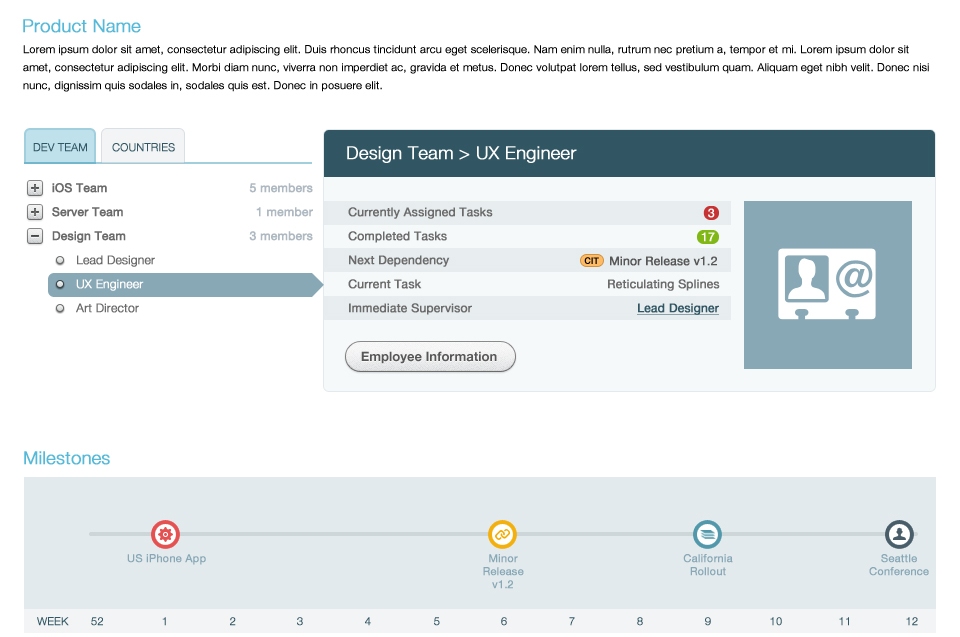 Product Name
Lorem ipsum dolor sit amet, consectetur adipiscing elit. Duis rhoncus tincidunt arcu eget scelerisque. Nam enim nulla, rutrum nec pretium a, tempor et mi. Lorem ipsum dolor sit
amet, consectetur adipiscing elit. Morbi diam nunc, viverra non imperdiet ac, gravida et metus. Donec volutpat lorem tellus, sed vestibulum quam. Aliquam eget nibh velit. Donec nisi
nunc, dignissim quis sodales in, sodales quis est. Donec in posuere elit.
DEV TEAM COUNTRIES
iOS Team 5 members
Server Team 1 member
Design Team 3 members
Lead Designer
UX Engineer
Art Director
Design Team > UX Engineer
Currently Assigned Tasks 3
Completed Tasks 17
Next Dependency CIT Minor Release v1.2
Current Task Reticulating Splines
Immediate Supervisor Lead Designer
@
Employee Information
Milestones
US iPhone App
Minor
Release
v1.2
California
Rollout
Seattle
Conference
WEEK 52 1 2 3 4 5 6 7 8 9 10 11 12